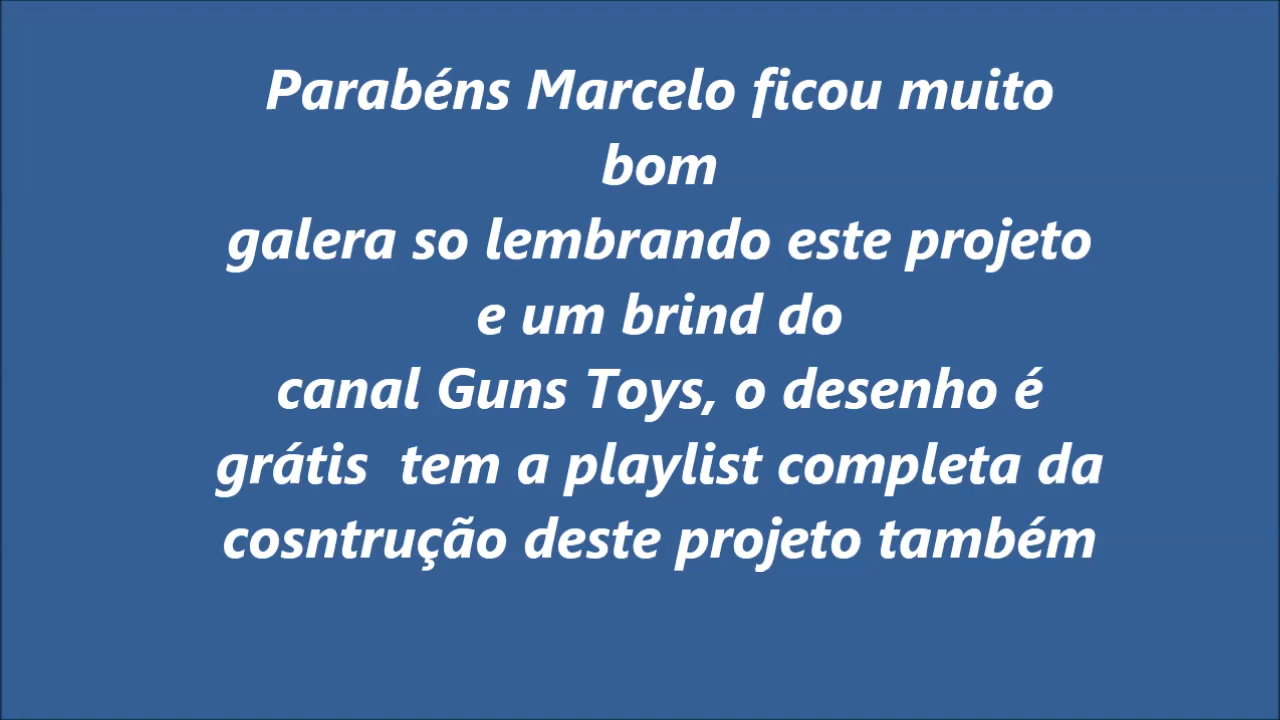 Parabéns Marcelo ficou muito
bom
galera so lembrando este projeto
e um brind do
canal Guns Toys, o desenho é
grátis  tem a playlist completa da
cosntrução deste projeto também